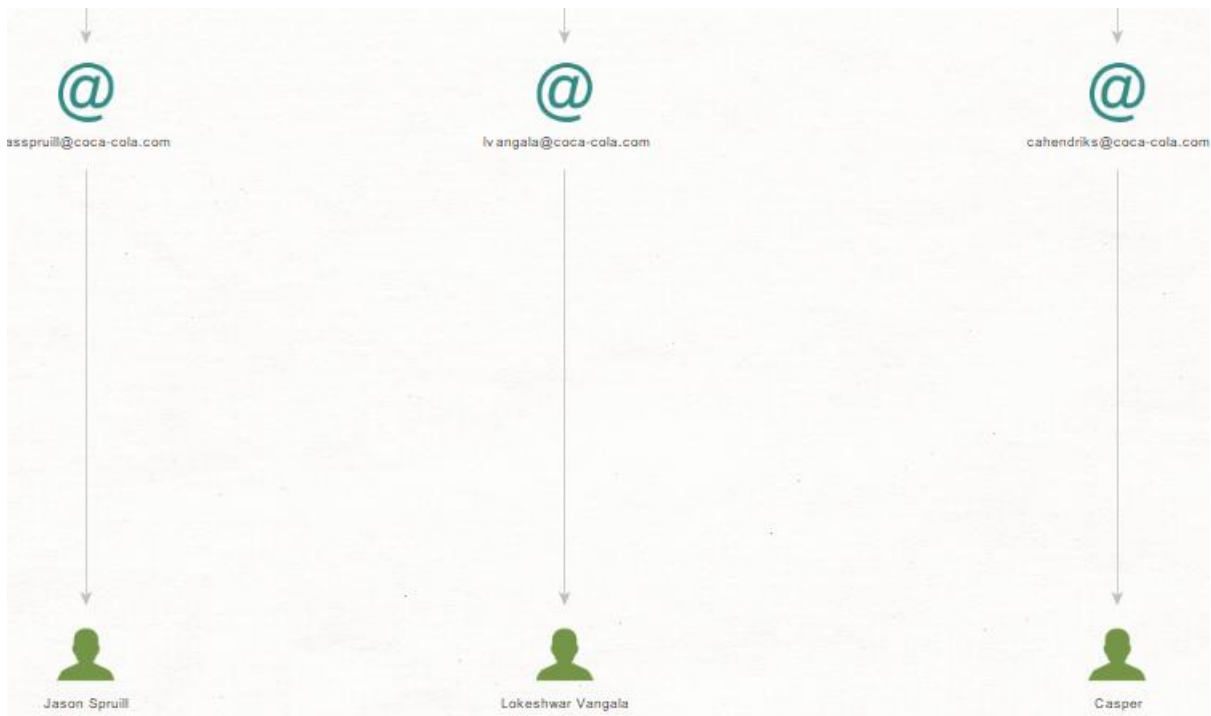 asspruill@coca-cola.com
lvangala@coca-cola.com
cahendriks@coca-cola.com
Jason Spruill
Lokeshwar Vangala
Casper